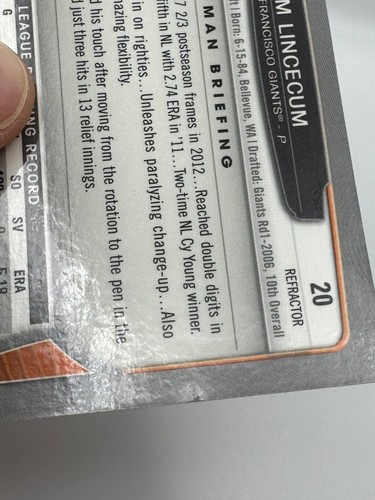 20
REFRACTOR
M LINCECUM
FRANCISCO GIANTS® - P
Born: 6-15-84, Bellevue, WA | Drafted: Giants Rd1-2006, 10th Overall
MAN BRIEFING
7 2/3 postseason frames in 2012...Reached double digits in
fifth in NL with 2.74 ERA in '11...Two-time NL Cy Young winner.
in on righties...Unleashes paralyzing change-up...Also
mazing flexibility.
d his touch after moving from the rotation to the pen in the
d just three hits in 13 relief innings.
LEAGUE RECORD
G SO SV ERA